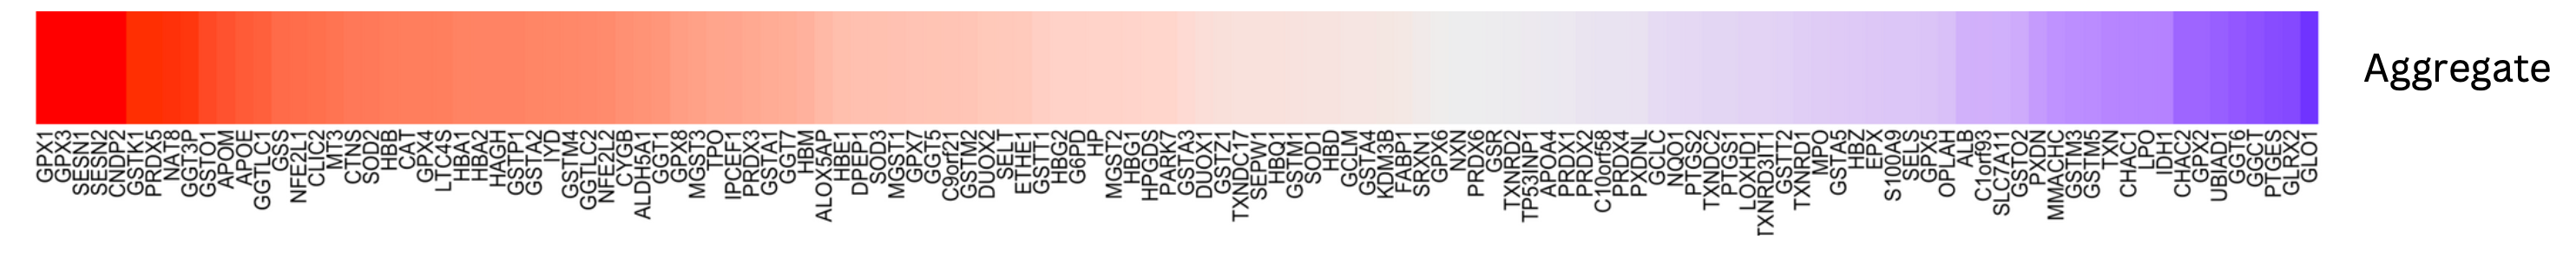 Aggregate
GPX1
GPX3
SESN1
SESN2
CNDP2
GSTK1
PRDX5
NAT8
GGT3P
GSTO1
APOM
APOE
GGTLC1
GSS
NFE2L1
CLIC2
MT3
CTNS
SOD2
HBB
CAT
GPX4
LTC4S
HBA1
HBA2
HAGH
GSTP1
GSTA2
IYD
GSTM4
GGTLC2
NFE2L2
CYGB
ALDH5A1
GGT1
GPX8
MGST3
TPO
IPCEF1
PRDX3
GSTA1
GGT7
HBM
ALOX5AP
HBE1
DPEP1
SOD3
MGST1
GPX7
GGT5
C9orf21
GSTM2
DUOX2
SELT
ETHE1
GSTT1
HBG2
G6PD
HP
MGST2
HBG1
HPGDS
PARK7
GSTA3
DUOX1
GSTZ1
TXNDC17
SEPW1
HBQ1
GSTM1
SOD1
HBD
GCLM
GSTA4
KDM3B
FABP1
SRXN1
GPX6
NXN
PRDX6
GSR
TXNRD2
TP53INP1
APOA4
PRDX1
PRDX2
C10orf58
PRDX4
PXDNL
GCLC
NQO1
PTGS2
TXNDC2
PTGS1
LOXHD1
TXNRD3IT1
GSTT2
TXNRD1
MPO
GSTA5
HBZ
EPX
S100A9
SELS
GPX5
OPLAH
ALB
C1orf93
SLC7A11
GSTO2
PXDN
MMACHC
GSTM3
GSTM5
TXN
CHAC1
LPO
IDH1
CHAC2
GPX2
UBIAD1
GGT6
GGCT
PTGES
GLRX2
GLO1